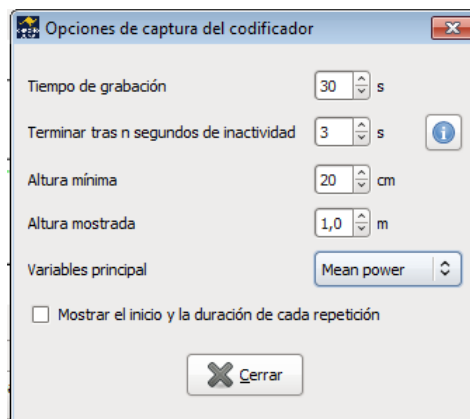 Opciones de captura del codificador
Tiempo de grabación 30 s
Terminar tras n segundos de inactividad 3 s
Altura mínima 20 cm
Altura mostrada 1,0 m
Variables principal Mean power
Mostrar el inicio y la duración de cada repetición
Cerrar